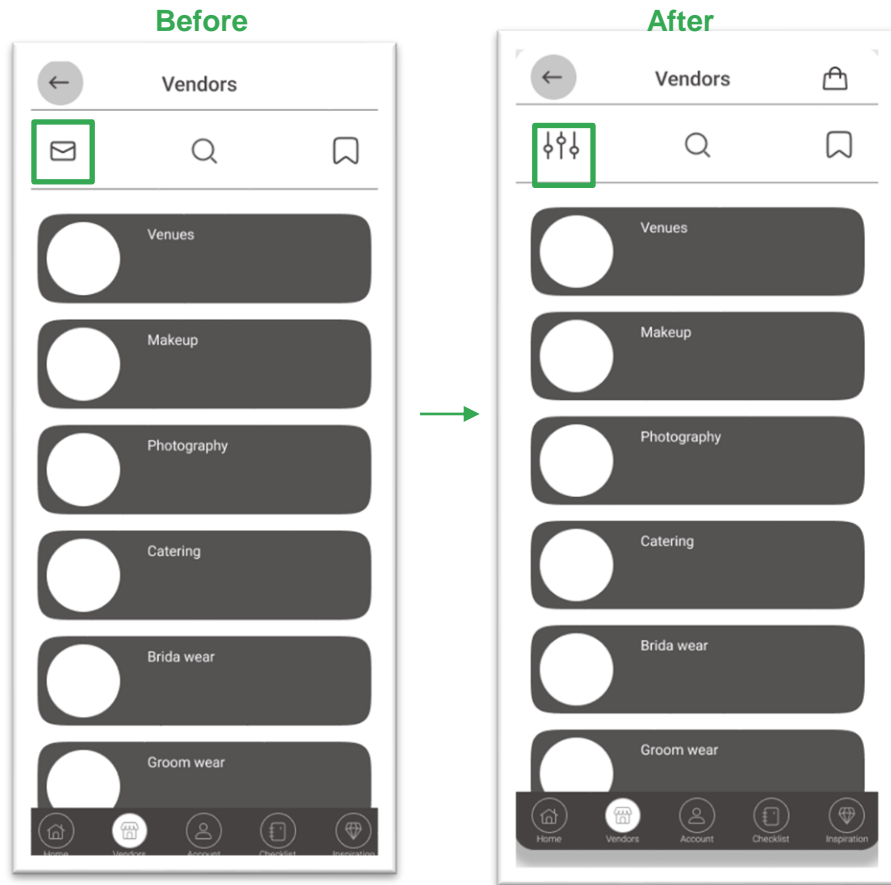 Before
After
Vendors
Venues
Makeup
Photography
Catering
Brida wear
Groom wear
Home
Vendors
Account
Checklist
Inspiration
Vendors
Venues
Makeup
Photography
Catering
Brida wear
Groom wear
Home
Vendors
Account
Checklist
Inspiration